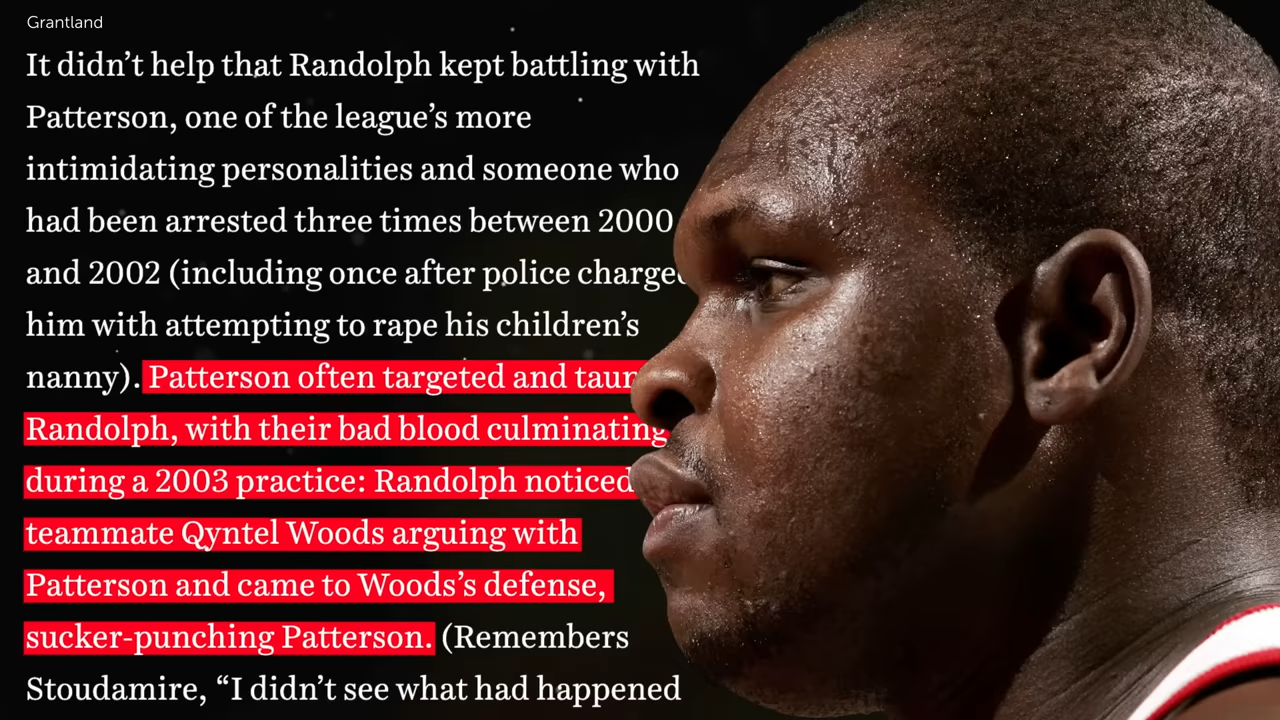 Grantland
It didn’t help that Randolph kept battling with
Patterson, one of the league’s more
intimidating personalities and someone who
had been arrested three times between 2000
and 2002 (including once after police
him with attempting to rape his children’s
nanny). Patterson often targeted and
Randolph, with their bad blood culminating
during a 2003 practice: Randolph noticed
teammate Qyntel Woods arguing with
Patterson and came to Woods’s defense,
sucker-punching Patterson. (Remembers
Stoudamire, “I didn’t see what had happened